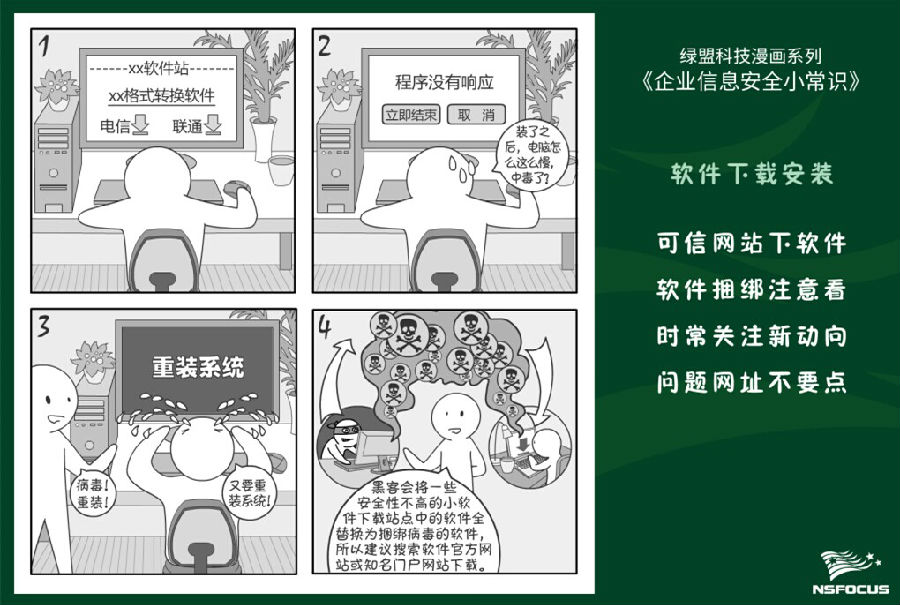 1
xx软件站
xx格式转换软件
电信 联通
2
程序没有响应
立即结束 取 消
装了之
后，电脑怎
么这么慢，
中毒了？
3
重装系统
病毒！
重装！
又要重
装系统！
4
黑客会将一些
安全性不高的小软
件下载站点中的软件全
替换为捆绑病毒的软件，
所以建议搜索软件官方网
站或知名门户网站下载。
绿盟科技漫画系列
《企业信息安全小常识》
软件下载安装
可信网站下软件
软件捆绑注意看
时常关注新动向
问题网址不要点
NSFOCUS